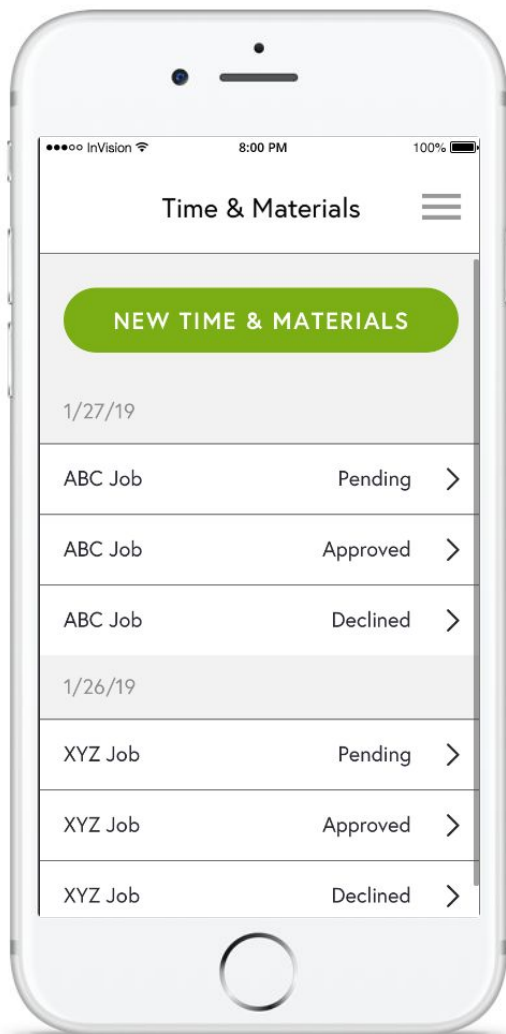 ●●●○○ InVision 8:00 PM 100%
Time & Materials
NEW TIME & MATERIALS
1/27/19
ABC Job Pending
ABC Job Approved
ABC Job Declined
1/26/19
XYZ Job Pending
XYZ Job Approved
XYZ Job Declined